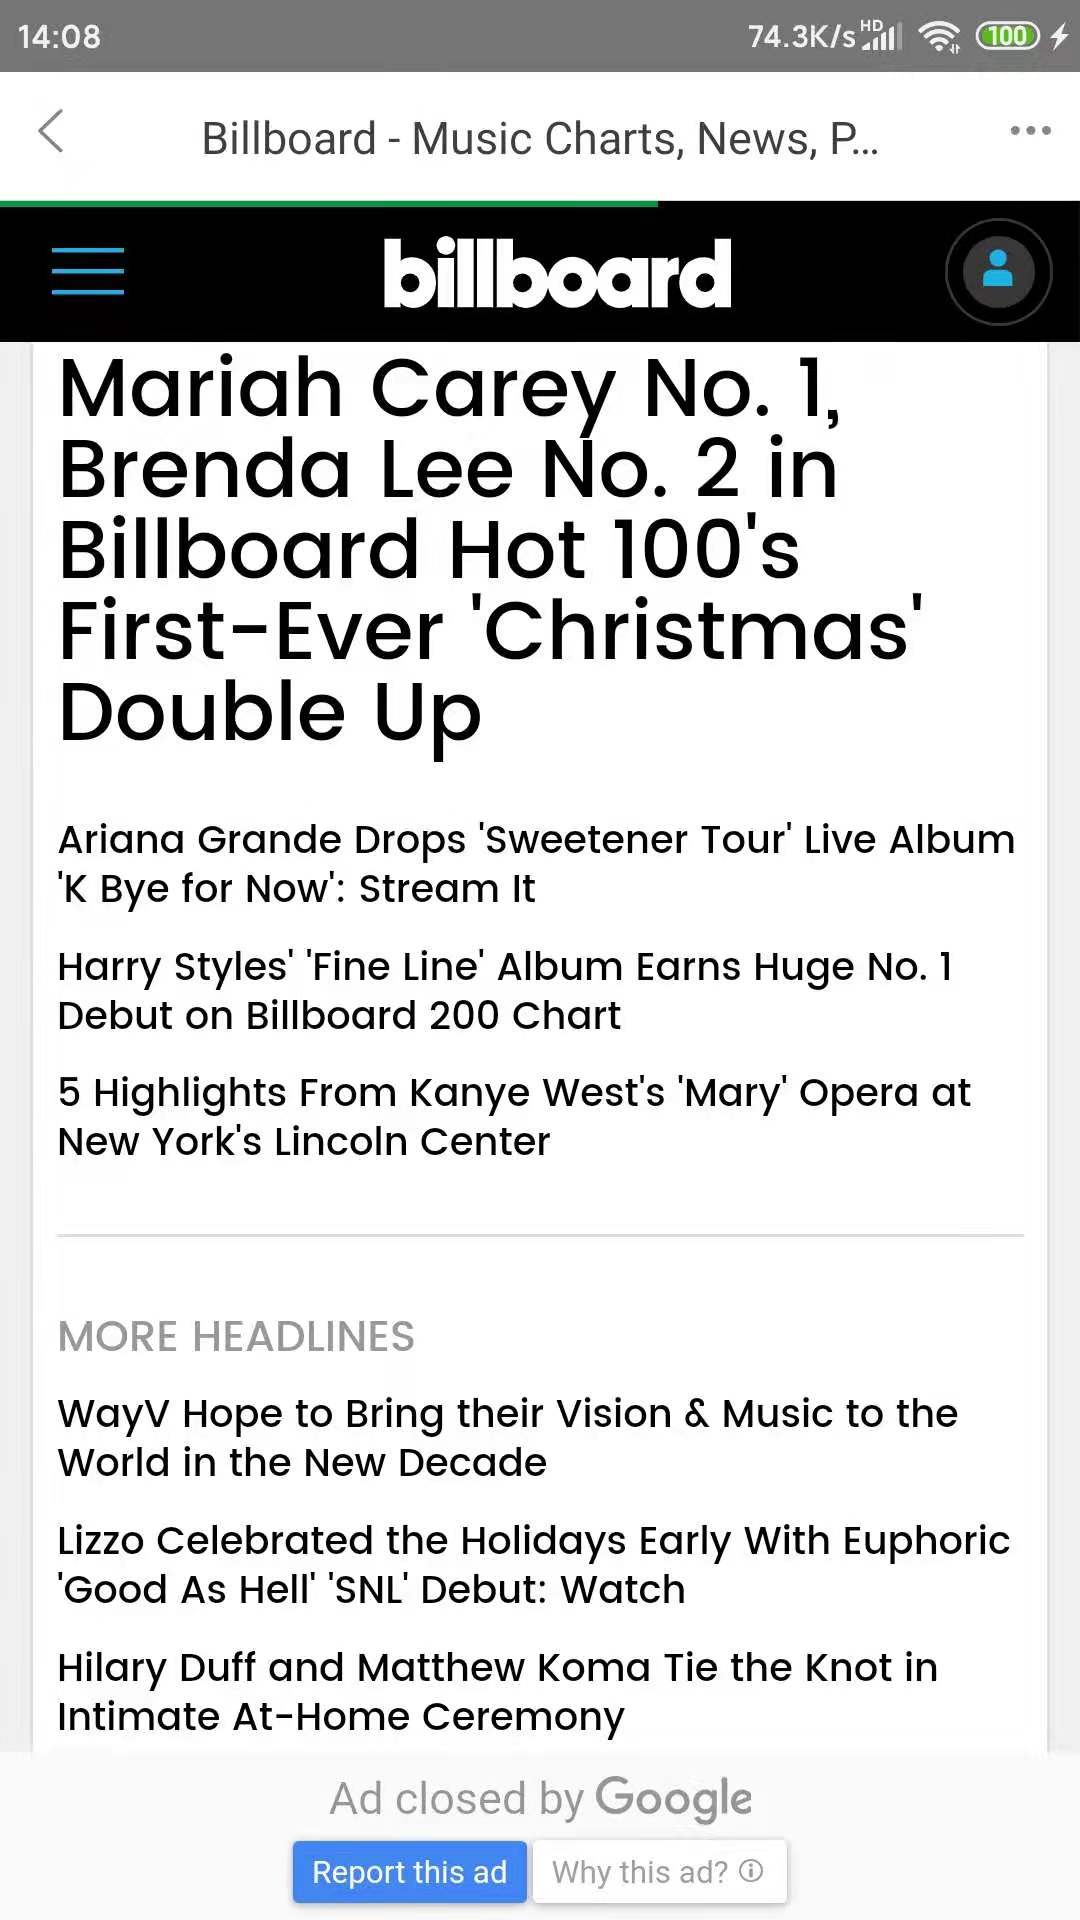 14:08
74.3K/s HD 100
Billboard - Music Charts, News, P...
billboard
Mariah Carey No. 1,
Brenda Lee No. 2 in
Billboard Hot 100's
First-Ever 'Christmas'
Double Up
Ariana Grande Drops 'Sweetener Tour' Live Album
'K Bye for Now': Stream It
Harry Styles' 'Fine Line' Album Earns Huge No. 1
Debut on Billboard 200 Chart
5 Highlights From Kanye West's 'Mary' Opera at
New York's Lincoln Center
MORE HEADLINES
WayV Hope to Bring their Vision & Music to the
World in the New Decade
Lizzo Celebrated the Holidays Early With Euphoric
'Good As Hell' 'SNL' Debut: Watch
Hilary Duff and Matthew Koma Tie the Knot in
Intimate At-Home Ceremony
Ad closed by Google
Report this ad Why this ad?